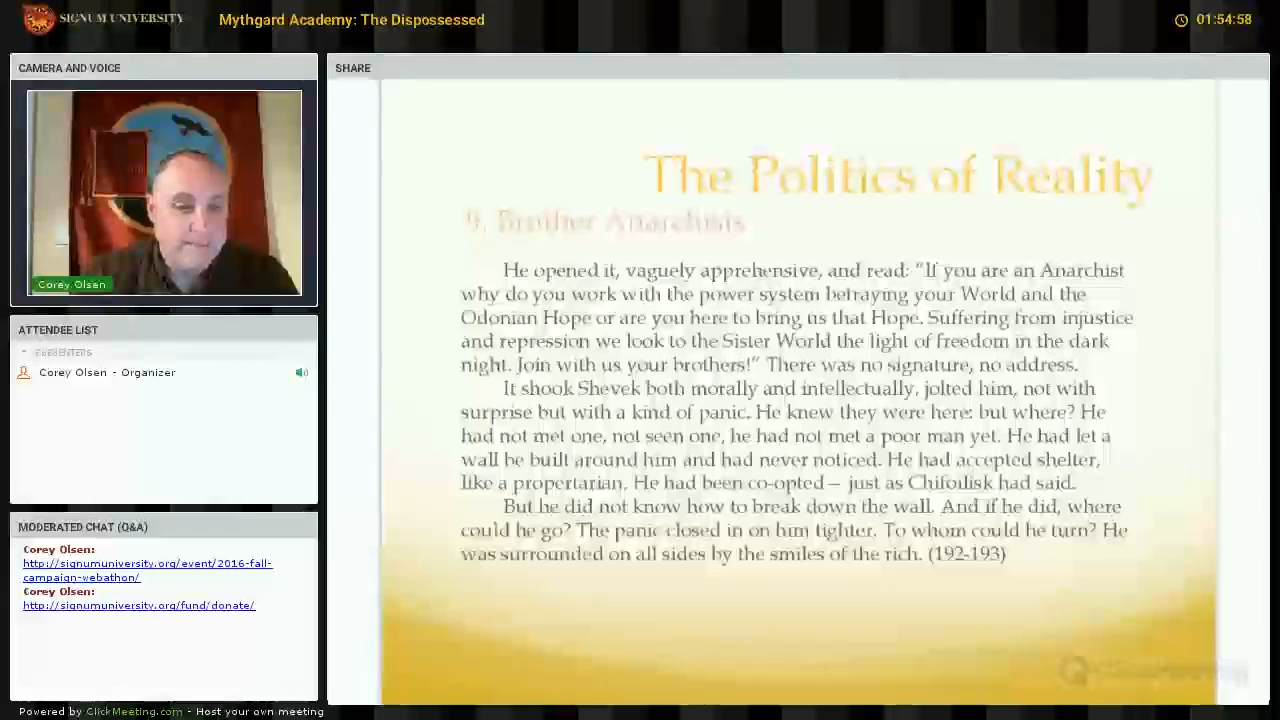 SIGNUM UNIVERSITY
Mythgard Academy: The Dispossessed
01:54:58
CAMERA AND VOICE
Corey Olsen
ATTENDEE LIST
Corey Olsen - Organizer
MODERATED CHAT (Q&A)
Corey Olsen:
http://signumuniversity.org/event/2016-fall-
campaign-webathon/
Corey Olsen:
http://signumuniversity.org/fund/donate/
SHARE
The Politics of Reality
9. Brother Anarchists
He opened it, vaguely apprehensive, and read: "If you are an Anarchist
why do you work with the power system betraying your World and the
Odonian Hope or are you here to bring us that Hope. Suffering from injustice
and repression we look to the Sister World the light of freedom in the dark
night. Join with us your brothers!" There was no signature, no address.
It shook Shevek both morally and intellectually, jolted him, not with
surprise but with a kind of panic. He knew they were here: but where? He
had not met one, not seen one, he had not met a poor man yet. He had let a
wall be built around him and had never noticed. He had accepted shelter,
like a propertarian. He had been co-opted – just as Chifoilisk had said.
But he did not know how to break down the wall. And if he did, where
could he go? The panic closed in on him tighter. To whom could he turn? He
was surrounded on all sides by the smiles of the rich. (192-193)
ClickMeeting
Powered by ClickMeeting.com - Host your own meeting